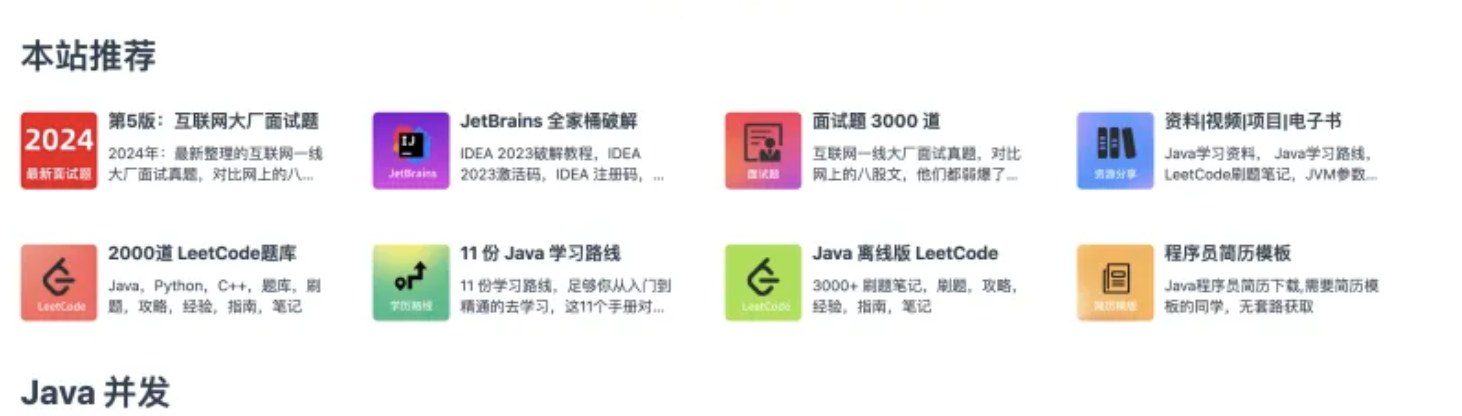 本站推荐
2024
最新面试题
第5版：互联网大厂面试题
2024年：最新整理的互联网一线
大厂面试真题，对比网上的八...
JetBrains
JetBrains 全家桶破解
IDEA 2023破解教程，IDEA
2023激活码，IDEA 注册码，...
面试题
面试题 3000 道
互联网一线大厂面试真题，对比
网上的八股文，他们都弱爆了...
资源分享
资料|视频|项目|电子书
Java学习资料， Java学习路线，
LeetCode刷题笔记，JVM参数...
LeetCode
2000道 LeetCode题库
Java，Python，C++，题库，刷
题，攻略，经验，指南，笔记
学历路线
11 份 Java 学习路线
11 份学习路线，足够你从入门到
精通的去学习，这11个手册对...
LeetCode
Java 离线版 LeetCode
3000+ 刷题笔记，刷题，攻略，
经验，指南，笔记
简历模版
程序员简历模板
Java程序员简历下载,需要简历模
板的同学，无套路获取
Java 并发